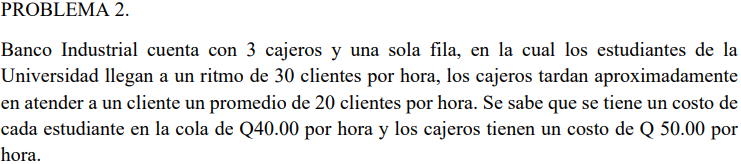 PROBLEMA 2.
Banco Industrial cuenta con 3 cajeros y una sola fila, en la cual los estudiantes de la
Universidad llegan a un ritmo de 30 clientes por hora, los cajeros tardan aproximadamente
en atender a un cliente un promedio de 20 clientes por hora. Se sabe que se tiene un costo de
cada estudiante en la cola de Q40.00 por hora y los cajeros tienen un costo de Q 50.00 por
hora.